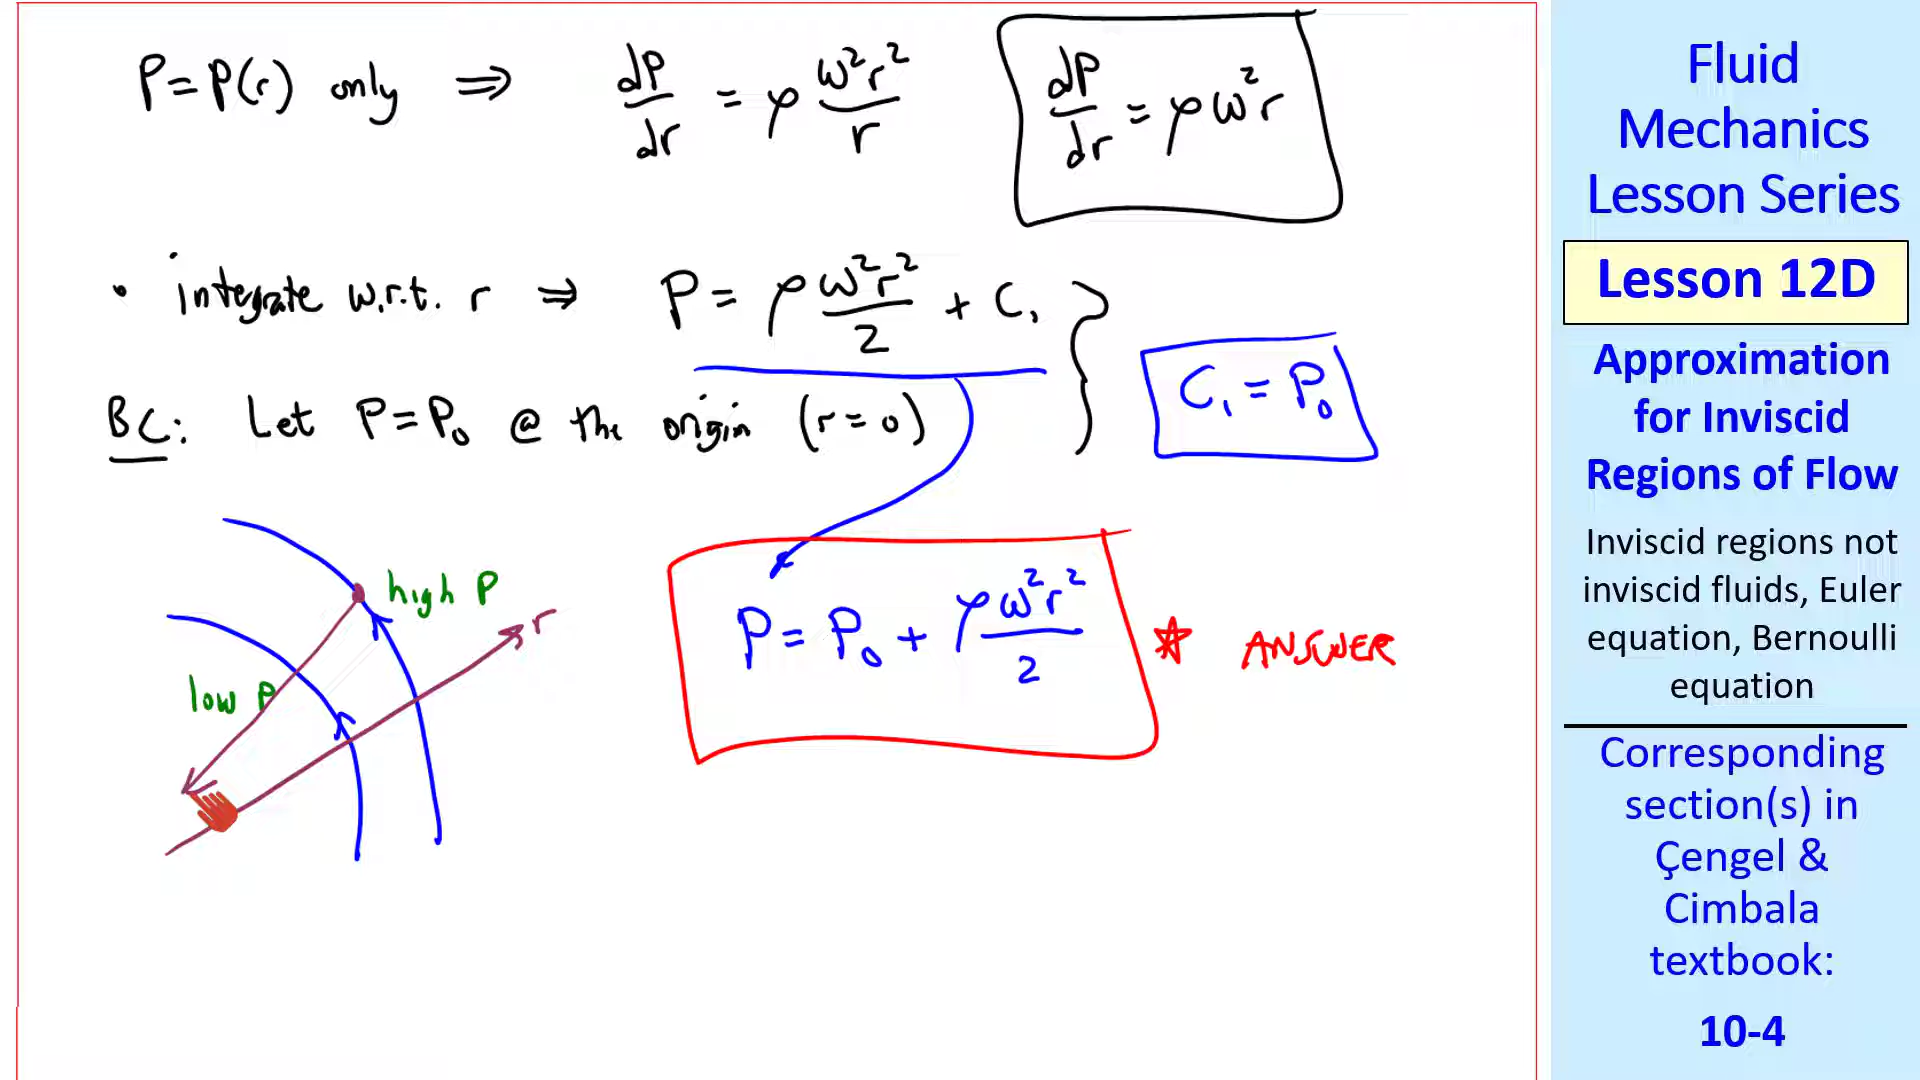 P = P(r) only ⇒ dP/dr = ρ ω²r²/r
dP/dr = ρω²r
• integrate w.r.t. r ⇒ P = ρ ω²r²/2 + C₁
C₁ = P₀
BC: Let P = P₀ @ the origin (r = 0)
high P
r
low P
P = P₀ + ρ ω²r²/2
ANSWER
Fluid
Mechanics
Lesson Series
Lesson 12D
Approximation
for Inviscid
Regions of Flow
Inviscid regions not
inviscid fluids, Euler
equation, Bernoulli
equation
Corresponding
section(s) in
Çengel &
Cimbala
textbook:
10-4